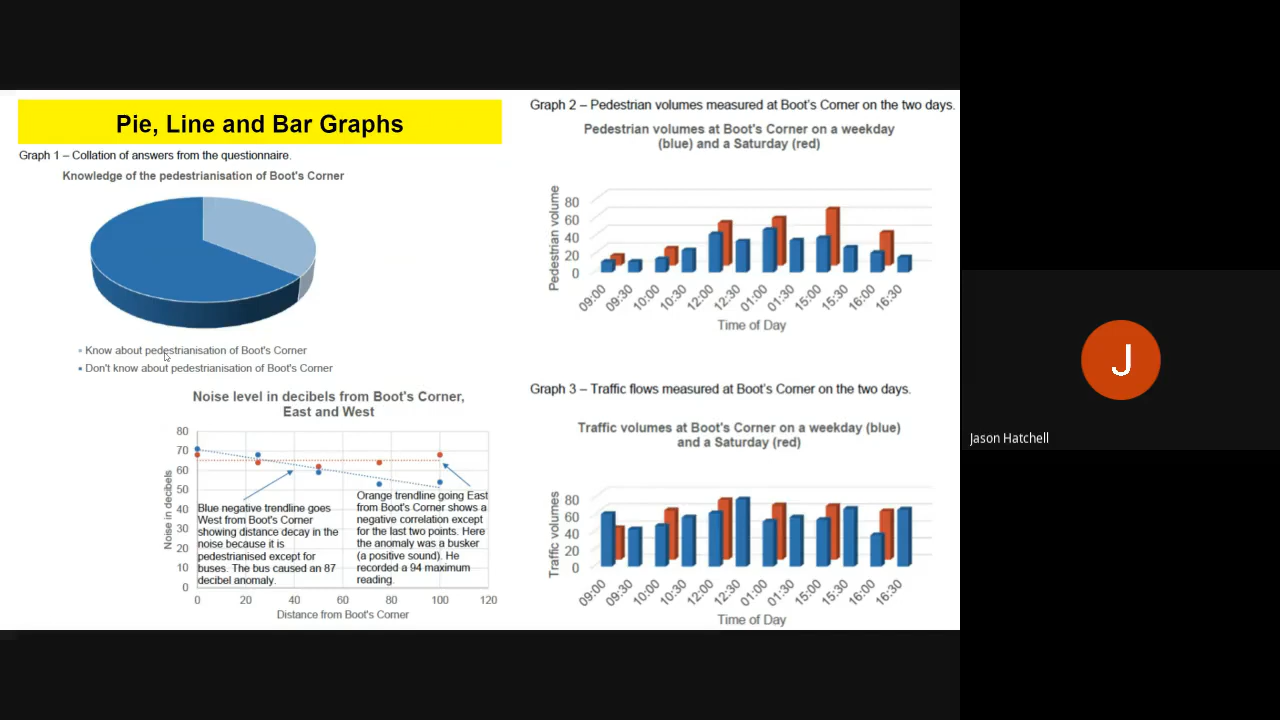 Pie, Line and Bar Graphs
Graph 1 – Collation of answers from the questionnaire.
Knowledge of the pedestrianisation of Boot's Corner
Know about pedestrianisation of Boot's Corner
Don't know about pedestrianisation of Boot's Corner
Noise level in decibels from Boot's Corner,
East and West
Noise in decibels
80
70
60
50
40
30
20
10
0
Blue negative trendline goes
West from Boot's Corner
showing distance decay in the
noise because it is
pedestrianised except for
buses. The bus caused an 87
decibel anomaly.
Orange trendline going East
from Boot's Corner shows a
negative correlation except
for the last two points. Here
the anomaly was a busker
(a positive sound). He
recorded a 94 maximum
reading.
0 20 40 60 80 100 120
Distance from Boot's Corner
Graph 2 – Pedestrian volumes measured at Boot's Corner on the two days.
Pedestrian volumes at Boot's Corner on a weekday
(blue) and a Saturday (red)
Pedestrian volume
80
60
40
20
0
09:00 09:30 10:00 10:30 12:00 12:30 01:00 01:30 15:00 15:30 16:00 16:30
Time of Day
Graph 3 – Traffic flows measured at Boot's Corner on the two days.
Traffic volumes at Boot's Corner on a weekday (blue)
and a Saturday (red)
Traffic volumes
80
60
40
20
0
09:00 09:30 10:00 10:30 12:00 12:30 01:00 01:30 15:00 15:30 16:00 16:30
Time of Day
J
Jason Hatchell